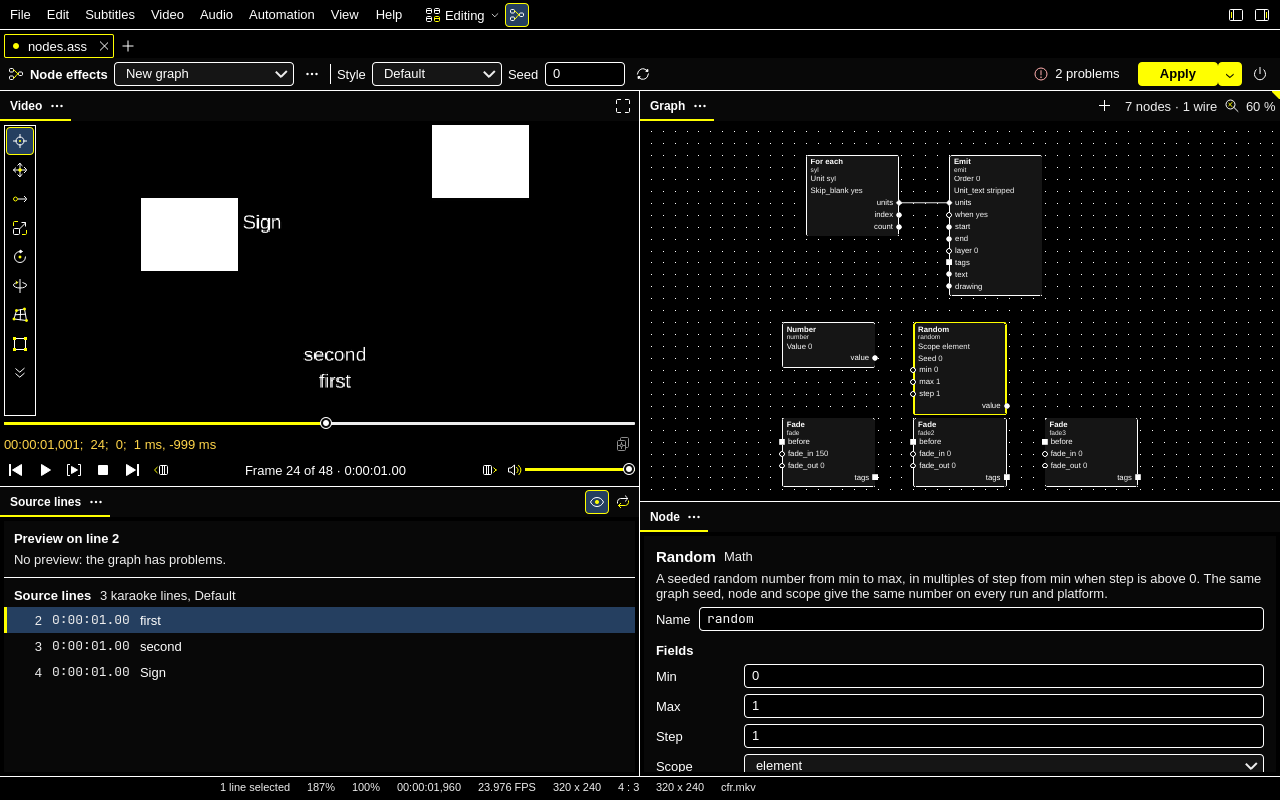 File Edit Subtitles Video Audio Automation View Help Editing
nodes.ass
Node effects New graph Style Default Seed 0 2 problems Apply
Video
Graph 7 nodes · 1 wire 60 %
Sign
second
first
00:00:01,001; 24; 0; 1 ms, -999 ms
Frame 24 of 48 · 0:00:01.00
For each
syl
Unit syl
Skip_blank yes
units
index
count
Emit
emit
Order 0
Unit_text stripped
units
when yes
start
end
layer 0
tags
text
drawing
Number
number
Value 0
value
Random
random
Scope element
Seed 0
min 0
max 1
step 1
value
Fade
fade
before
fade_in 150
fade_out 0
tags
Fade
fade2
before
fade_in 0
fade_out 0
tags
Fade
fade3
before
fade_in 0
fade_out 0
tags
Source lines
Preview on line 2
No preview: the graph has problems.
Source lines 3 karaoke lines, Default
2 0:00:01.00 first
3 0:00:01.00 second
4 0:00:01.00 Sign
Node
Random Math
A seeded random number from min to max, in multiples of step from min when step is above 0. The same
graph seed, node and scope give the same number on every run and platform.
Name random
Fields
Min 0
Max 1
Step 1
Scope element
1 line selected 187% 100% 00:00:01,960 23.976 FPS 320 x 240 4 : 3 320 x 240 cfr.mkv